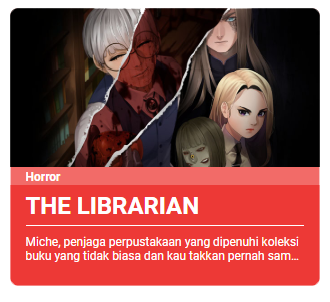 Horror
THE LIBRARIAN
Miche, penjaga perpustakaan yang dipenuhi koleksi
buku yang tidak biasa dan kau takkan pernah sam...